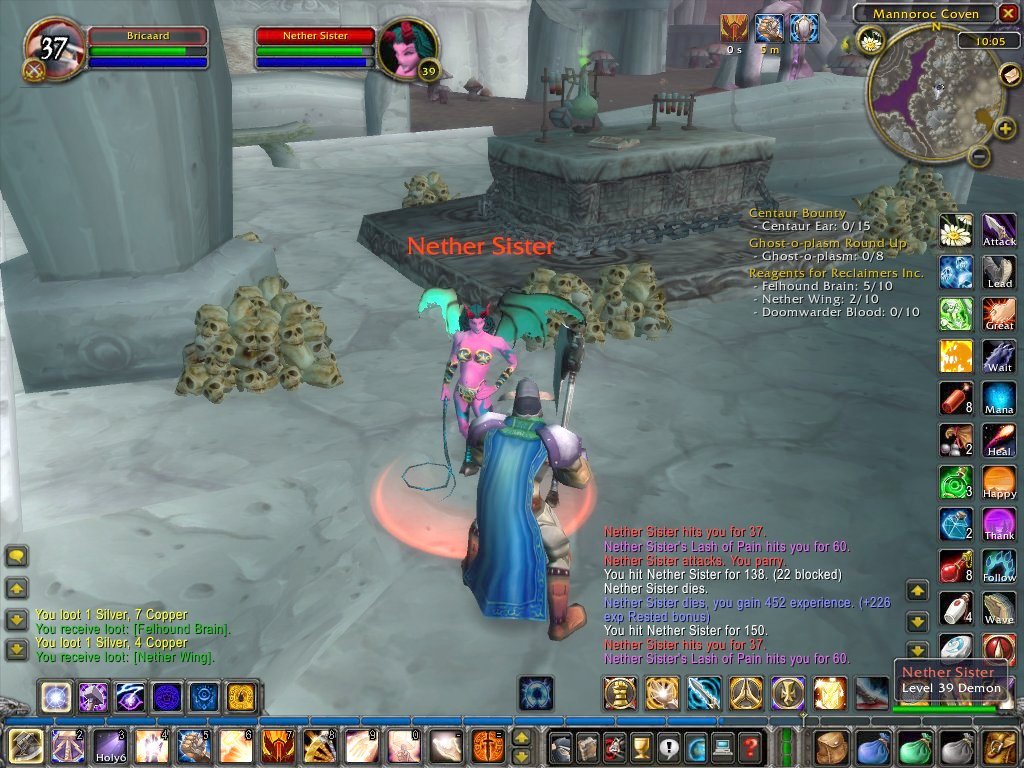 37
Bricaard
Nether Sister
39
0 s
5 m
Mannoroc Coven
N
10:05
Centaur Bounty
- Centaur Ear: 0/15
Ghost-o-plasm Round Up
- Ghost-o-plasm: 0/8
Reagents for Reclaimers Inc.
- Felhound Brain: 5/10
- Nether Wing: 2/10
- Doomwarder Blood: 0/10
Nether Sister
Attack
Lead
Great
Wait
8
Mana
2
Heal
3
Happy
2
Thank
8
Follow
4
Wave
Nether Sister hits you for 37.
Nether Sister's Lash of Pain hits you for 60.
Nether Sister attacks. You parry.
You hit Nether Sister for 138. (22 blocked)
Nether Sister dies.
Nether Sister dies, you gain 452 experience. (+226
exp Rested bonus)
You hit Nether Sister for 150.
Nether Sister hits you for 37.
Nether Sister's Lash of Pain hits you for 60.
You loot 1 Silver, 7 Copper
You receive loot: [Felhound Brain].
You loot 1 Silver, 4 Copper
You receive loot: [Nether Wing].
Nether Sister
Level 39 Demon
2
3
Holy6
4
5
6
7
8
9
0
-
=